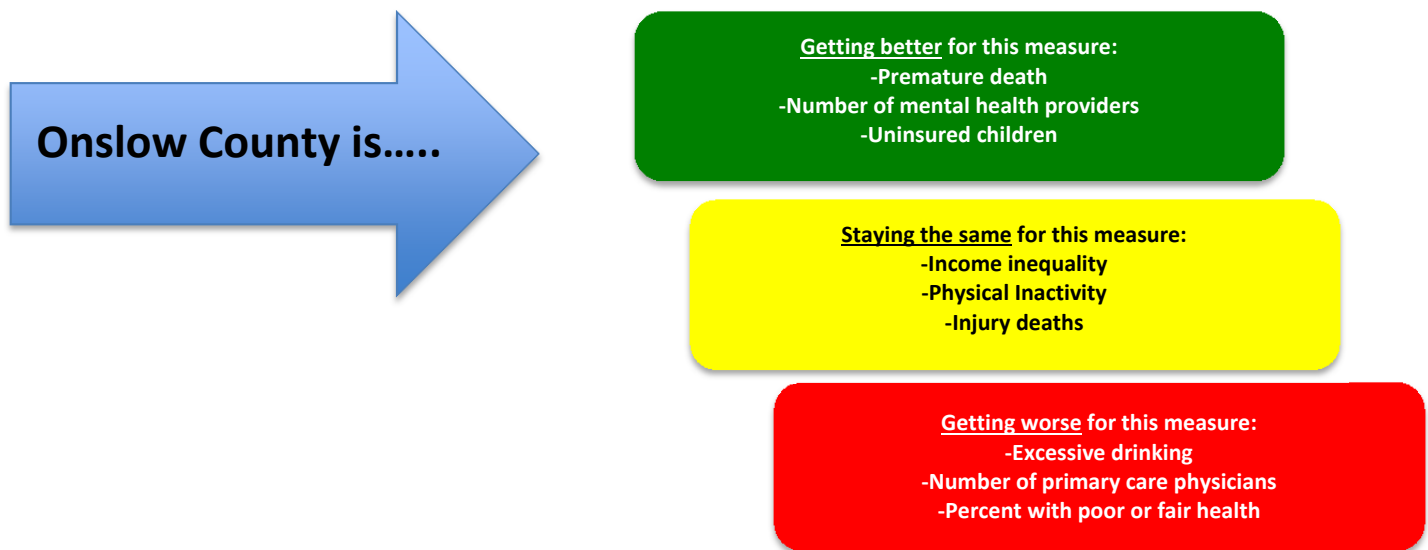 Onslow County is.....
Getting better for this measure:
-Premature death
-Number of mental health providers
-Uninsured children
Staying the same for this measure:
-Income inequality
-Physical Inactivity
-Injury deaths
Getting worse for this measure:
-Excessive drinking
-Number of primary care physicians
-Percent with poor or fair health